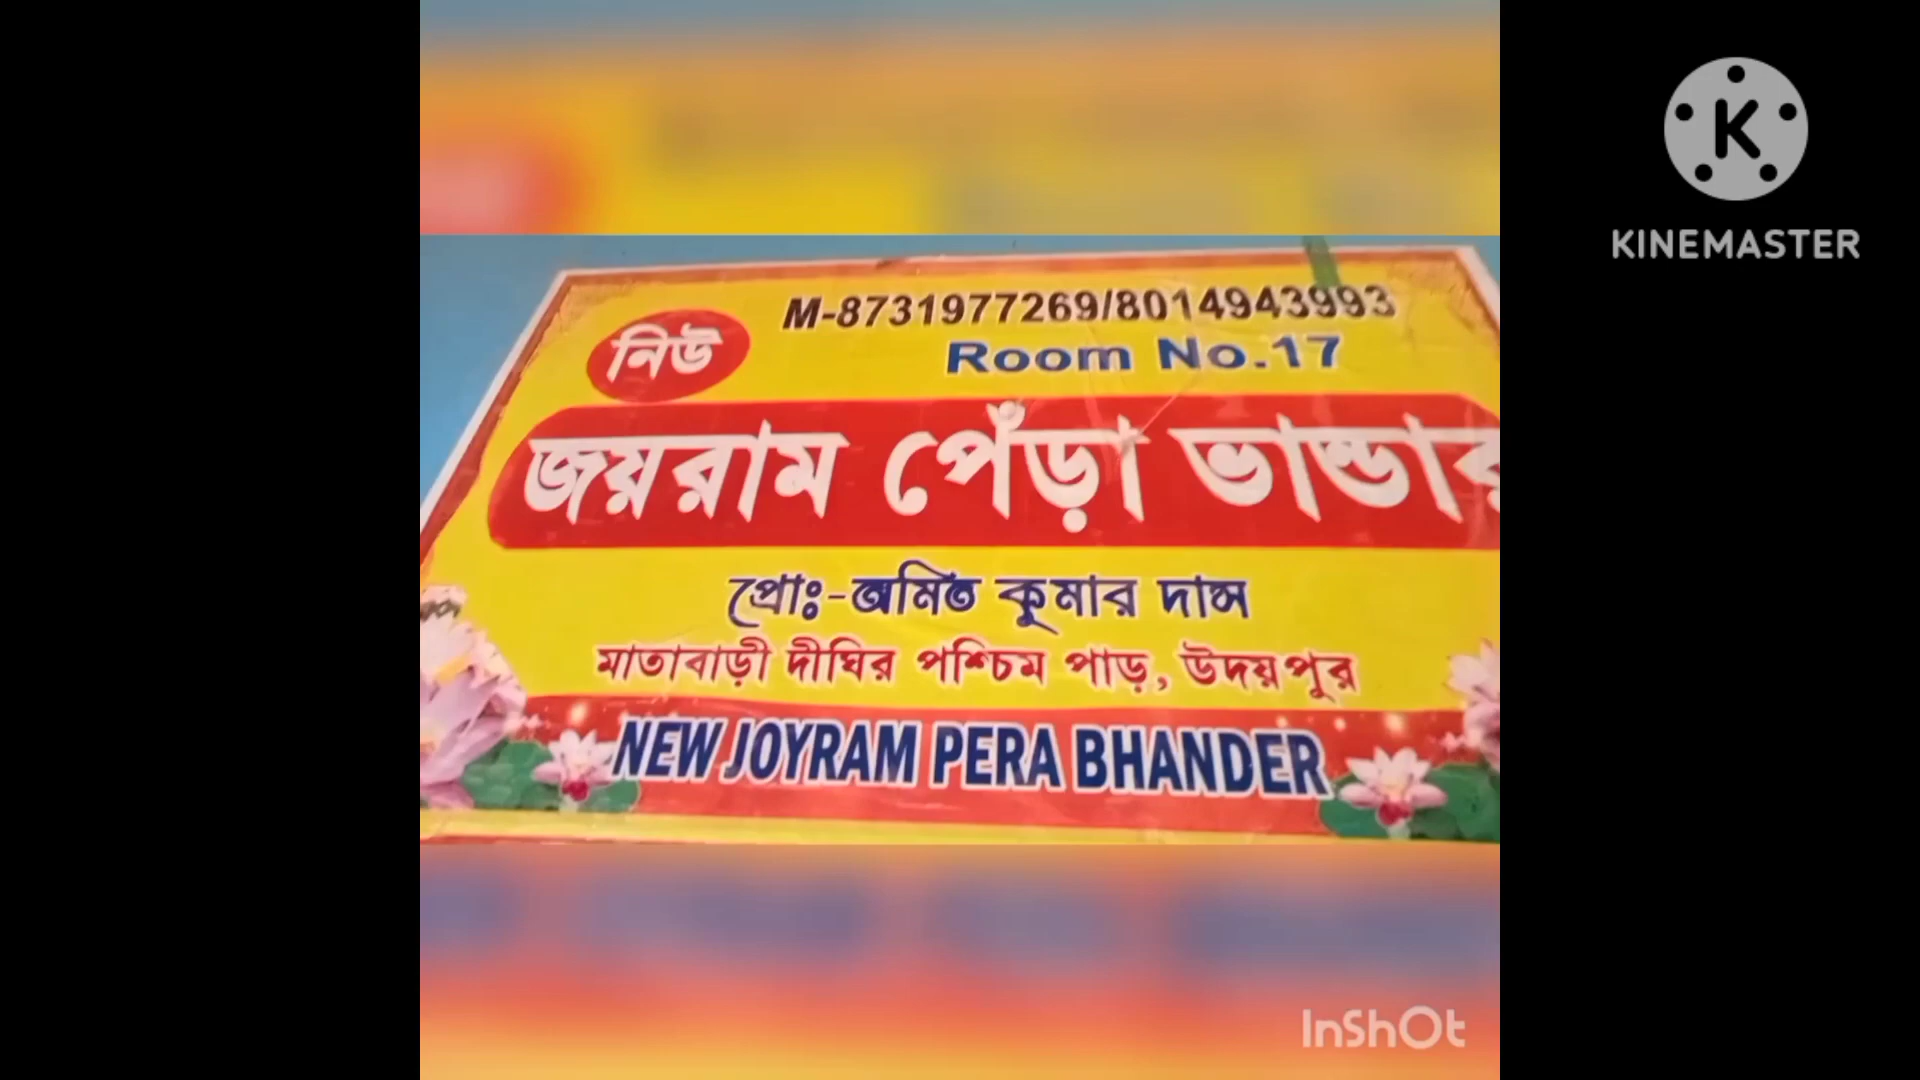 M-8731977269/8014943993
নিউ
Room No.17
জয়রাম পেঁড়া ভান্ডার
প্রোঃ-অমিত কুমার দাস
মাতাবাড়ী দীঘির পশ্চিম পাড়, উদয়পুর
NEW JOYRAM PERA BHANDER
KINEMASTER
InShOt